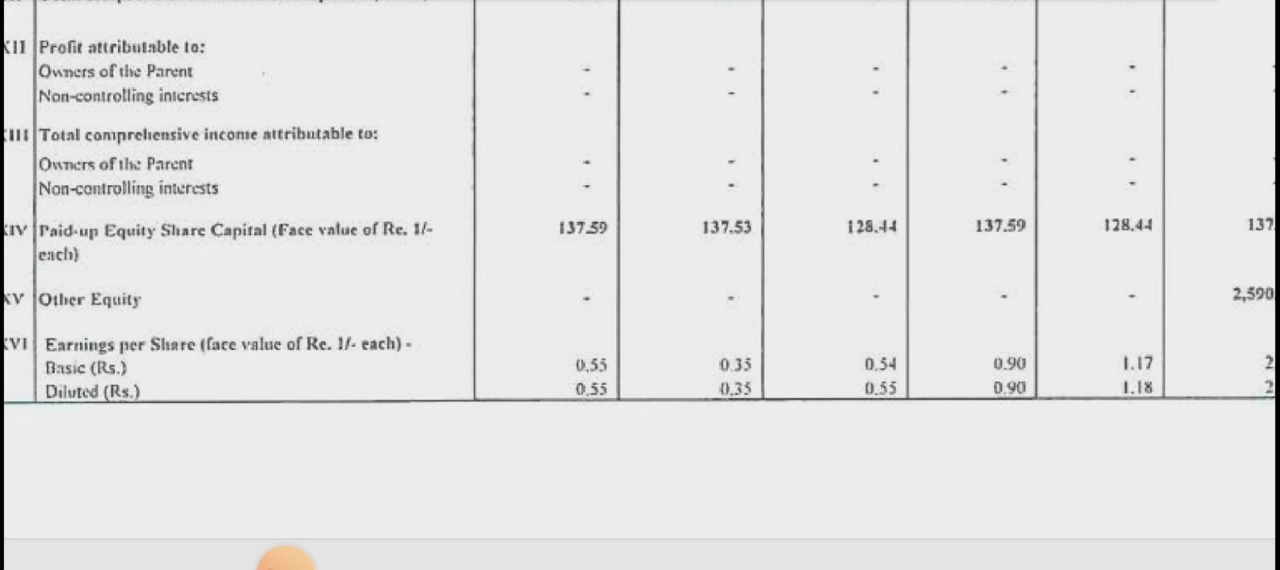 XII Profit attributable to:
Owners of the Parent - - - - - -
Non-controlling interests - - - - - -
XIII Total comprehensive income attributable to:
Owners of the Parent - - - - - -
Non-controlling interests - - - - - -
XIV Paid-up Equity Share Capital (Face value of Re. 1/- 137.59 137.53 128.44 137.59 128.44 137
each)
XV Other Equity - - - - - 2,590
XVI Earnings per Share (face value of Re. 1/- each) -
Basic (Rs.) 0.55 0.35 0.54 0.90 1.17 2
Diluted (Rs.) 0.55 0.35 0.55 0.90 1.18 2